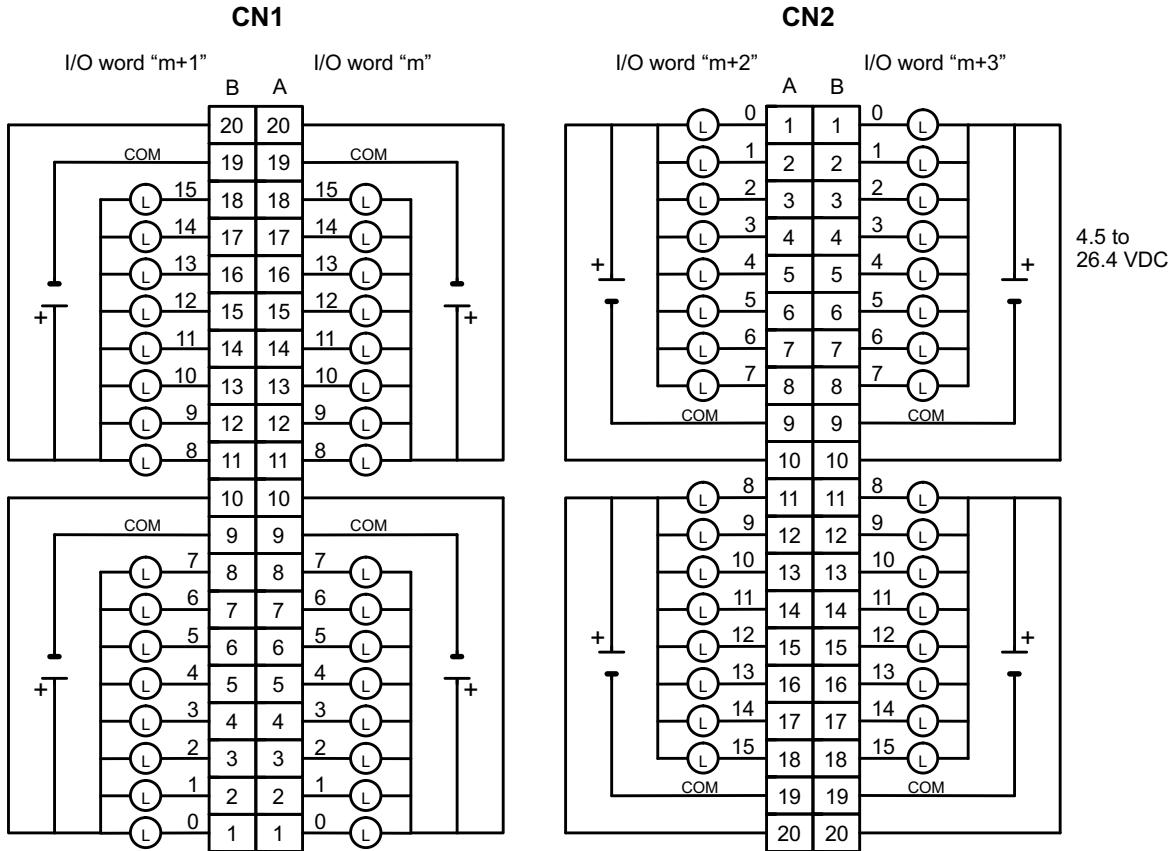 CN1
I/O word “m+1” I/O word “m”
B A
20 20
COM 19 19 COM
L 15 18 18 15 L
L 14 17 17 14 L
L 13 16 16 13 L
+ L 12 15 15 12 L +
L 11 14 14 11 L
L 10 13 13 10 L
L 9 12 12 9 L
L 8 11 11 8 L
10 10
COM 9 9 COM
L 7 8 8 7 L
L 6 7 7 6 L
L 5 6 6 5 L
+ L 4 5 5 4 L +
L 3 4 4 3 L
L 2 3 3 2 L
L 1 2 2 1 L
L 0 1 1 0 L
CN2
I/O word “m+2” I/O word “m+3”
A B
L 0 1 1 0 L
L 1 2 2 1 L
L 2 3 3 2 L
L 3 4 4 3 L
+ L 4 5 5 4 L +
L 5 6 6 5 L
L 6 7 7 6 L
L 7 8 8 7 L
COM 9 9 COM
10 10
L 8 11 11 8 L
L 9 12 12 9 L
L 10 13 13 10 L
L 11 14 14 11 L
+ L 12 15 15 12 L +
L 13 16 16 13 L
L 14 17 17 14 L
L 15 18 18 15 L
COM 19 19 COM
20 20
4.5 to
26.4 VDC